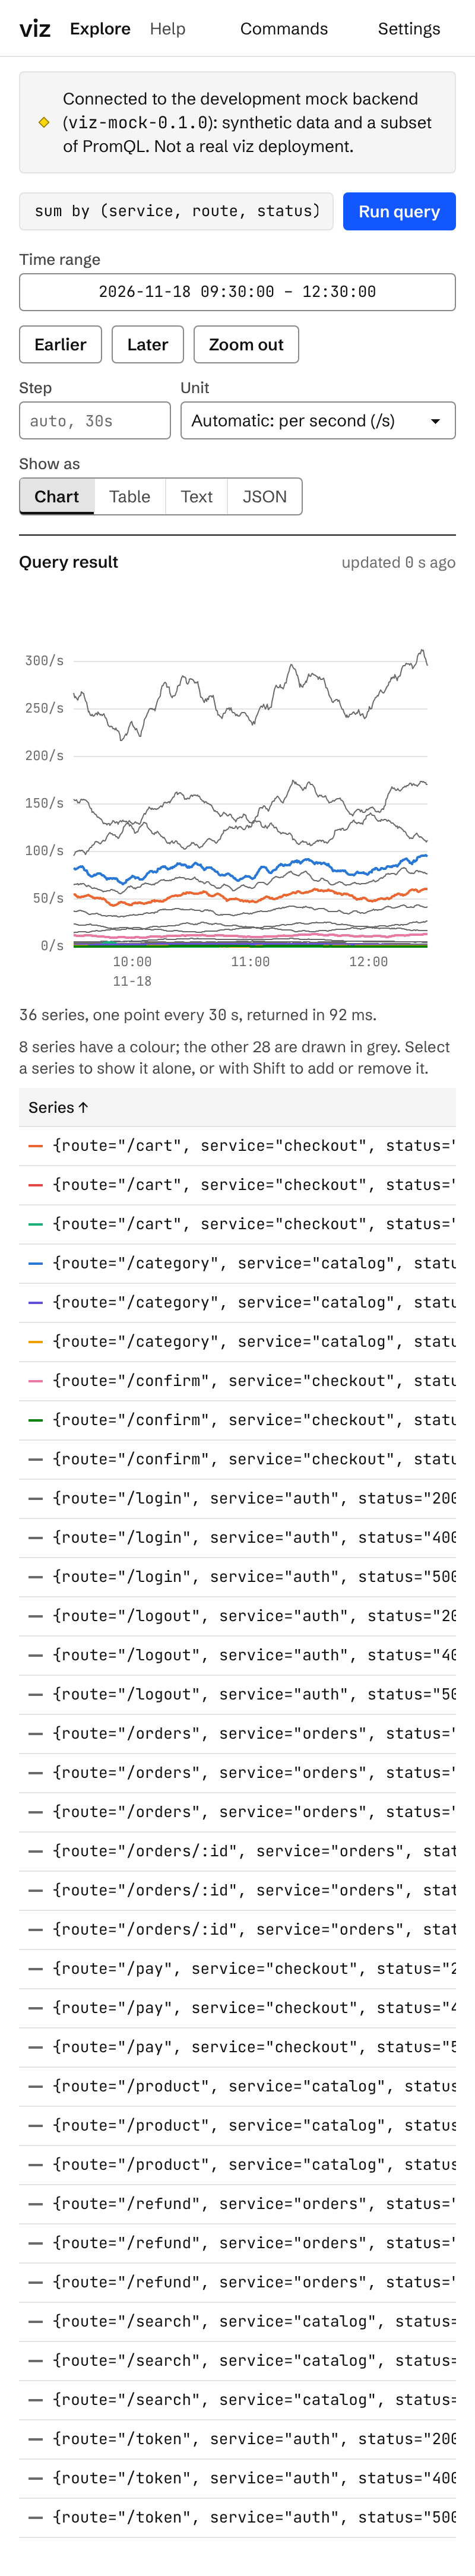 viz Explore Help Commands Settings
Connected to the development mock backend
(viz-mock-0.1.0): synthetic data and a subset
of PromQL. Not a real viz deployment.
sum by (service, route, status)
Run query
Time range
2026-11-18 09:30:00 – 12:30:00
Earlier Later Zoom out
Step Unit
auto, 30s Automatic: per second (/s)
Show as
Chart Table Text JSON
Query result updated 0 s ago
300/s
250/s
200/s
150/s
100/s
50/s
0/s
10:00 11:00 12:00
11-18
36 series, one point every 30 s, returned in 92 ms.
8 series have a colour; the other 28 are drawn in grey. Select
a series to show it alone, or with Shift to add or remove it.
Series ↑
{route="/cart", service="checkout", status="
{route="/cart", service="checkout", status="
{route="/cart", service="checkout", status="
{route="/category", service="catalog", statu
{route="/category", service="catalog", statu
{route="/category", service="catalog", statu
{route="/confirm", service="checkout", statu
{route="/confirm", service="checkout", statu
{route="/confirm", service="checkout", statu
{route="/login", service="auth", status="200
{route="/login", service="auth", status="400
{route="/login", service="auth", status="500
{route="/logout", service="auth", status="20
{route="/logout", service="auth", status="40
{route="/logout", service="auth", status="50
{route="/orders", service="orders", status="
{route="/orders", service="orders", status="
{route="/orders", service="orders", status="
{route="/orders/:id", service="orders", stat
{route="/orders/:id", service="orders", stat
{route="/orders/:id", service="orders", stat
{route="/pay", service="checkout", status="2
{route="/pay", service="checkout", status="4
{route="/pay", service="checkout", status="5
{route="/product", service="catalog", status
{route="/product", service="catalog", status
{route="/product", service="catalog", status
{route="/refund", service="orders", status="
{route="/refund", service="orders", status="
{route="/refund", service="orders", status="
{route="/search", service="catalog", status=
{route="/search", service="catalog", status=
{route="/search", service="catalog", status=
{route="/token", service="auth", status="200
{route="/token", service="auth", status="400
{route="/token", service="auth", status="500